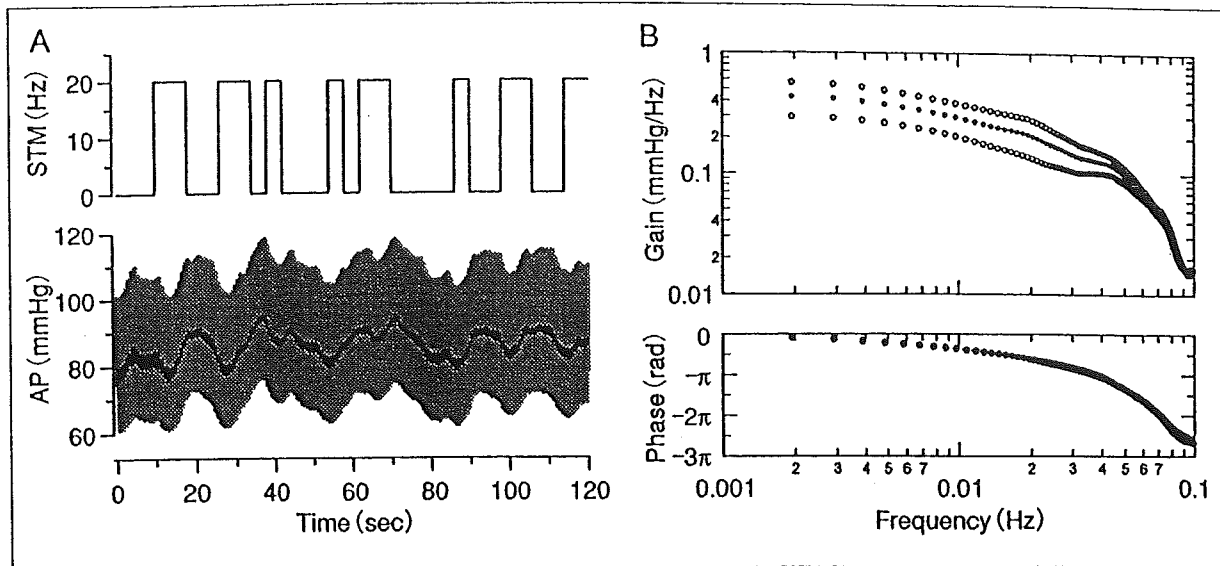 A
STM (Hz)
20
10
0
AP (mmHg)
120
100
80
60
0 20 40 60 80 100 120
Time (sec)
B
Gain (mmHg/Hz)
1
4
2
0.1
4
2
0.01
Phase (rad)
0
-π
-2π
-3π
2 3 4 5 6 7 2 3 4 5 6 7
0.001 0.01 0.1
Frequency (Hz)